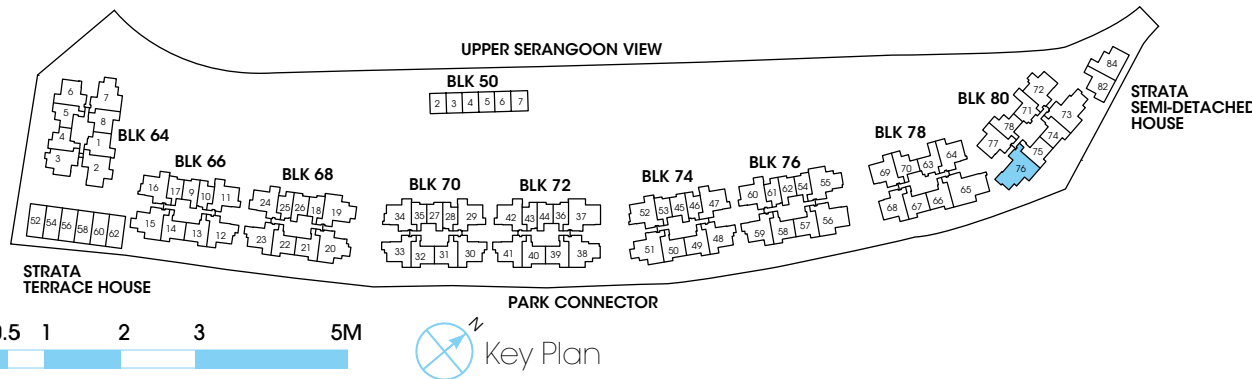 UPPER SERANGOON VIEW
BLK 50
2 3 4 5 6 7
BLK 64
6 7
5 8
4 1
3 2
BLK 66
16 17 9 10 11
15 14 13 12
BLK 68
24 25 26 18 19
23 22 21 20
BLK 70
34 35 27 28 29
33 32 31 30
BLK 72
42 43 44 36 37
41 40 39 38
BLK 74
52 53 45 46 47
51 50 49 48
BLK 76
60 61 62 54 55
59 58 57 56
BLK 78
69 70 63 64
68 67 66 65
BLK 80
72
71 73
78 74
77 75
76
84
82
STRATA
SEMI-DETACHED
HOUSE
52 54 56 58 60 62
STRATA
TERRACE HOUSE
PARK CONNECTOR
0.5 1 2 3 5M
N
Key Plan